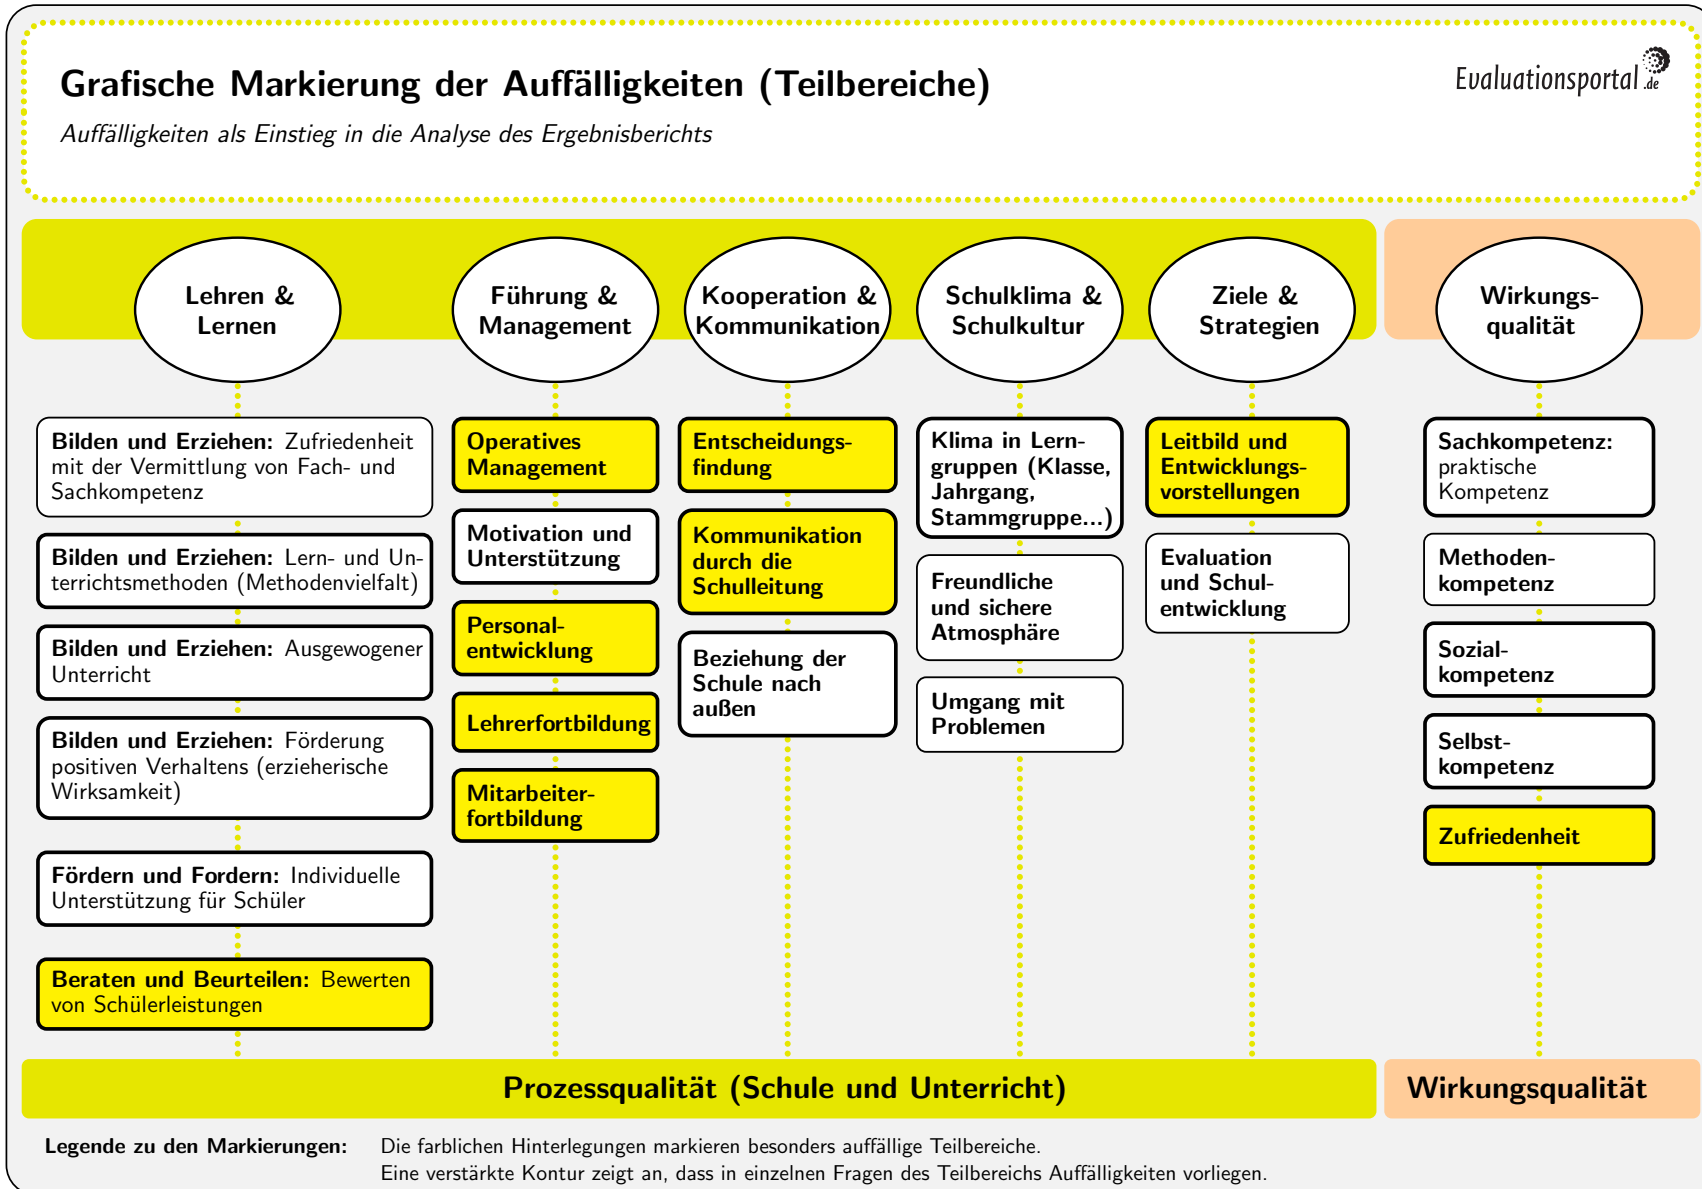 Grafische Markierung der Auffälligkeiten (Teilbereiche)
Auffälligkeiten als Einstieg in die Analyse des Ergebnisberichts
Evaluationsportal.de
Lehren &
Lernen
Führung &
Management
Kooperation &
Kommunikation
Schulklima &
Schulkultur
Ziele &
Strategien
Wirkungs-
qualität
Bilden und Erziehen: Zufriedenheit
mit der Vermittlung von Fach- und
Sachkompetenz
Bilden und Erziehen: Lern- und Un-
terrichtsmethoden (Methodenvielfalt)
Bilden und Erziehen: Ausgewogener
Unterricht
Bilden und Erziehen: Förderung
positiven Verhaltens (erzieherische
Wirksamkeit)
Fördern und Fordern: Individuelle
Unterstützung für Schüler
Beraten und Beurteilen: Bewerten
von Schülerleistungen
Operatives
Management
Motivation und
Unterstützung
Personal-
entwicklung
Lehrerfortbildung
Mitarbeiter-
fortbildung
Entscheidungs-
findung
Kommunikation
durch die
Schulleitung
Beziehung der
Schule nach
außen
Klima in Lern-
gruppen (Klasse,
Jahrgang,
Stammgruppe...)
Freundliche
und sichere
Atmosphäre
Umgang mit
Problemen
Leitbild und
Entwicklungs-
vorstellungen
Evaluation
und Schul-
entwicklung
Sachkompetenz:
praktische
Kompetenz
Methoden-
kompetenz
Sozial-
kompetenz
Selbst-
kompetenz
Zufriedenheit
Prozessqualität (Schule und Unterricht)
Wirkungsqualität
Legende zu den Markierungen: Die farblichen Hinterlegungen markieren besonders auffällige Teilbereiche.
Eine verstärkte Kontur zeigt an, dass in einzelnen Fragen des Teilbereichs Auffälligkeiten vorliegen.